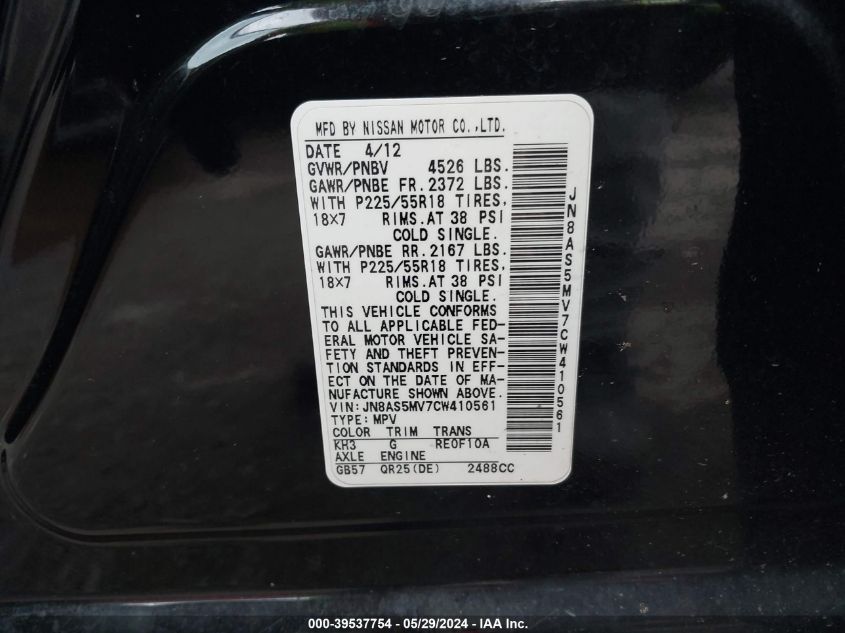 MFD BY NISSAN MOTOR CO.,LTD.
DATE 4/12
GVWR/PNBV 4526 LBS.
GAWR/PNBE FR. 2372 LBS.
WITH P225/55R18 TIRES,
18X7 RIMS.AT 38 PSI
COLD SINGLE.
GAWR/PNBE RR. 2167 LBS.
WITH P225/55R18 TIRES,
18X7 RIMS.AT 38 PSI
COLD SINGLE.
THIS VEHICLE CONFORMS
TO ALL APPLICABLE FED-
ERAL MOTOR VEHICLE SA-
FETY AND THEFT PREVEN-
TION STANDARDS IN EFF-
ECT ON THE DATE OF MA-
NUFACTURE SHOWN ABOVE.
VIN: JN8AS5MV7CW410561
TYPE: MPV
COLOR TRIM TRANS
KH3 G RE0F10A
AXLE ENGINE
GB57 QR25(DE) 2488CC
JN8AS5MV7CW410561
000-39537754 - 05/29/2024 - IAA Inc.